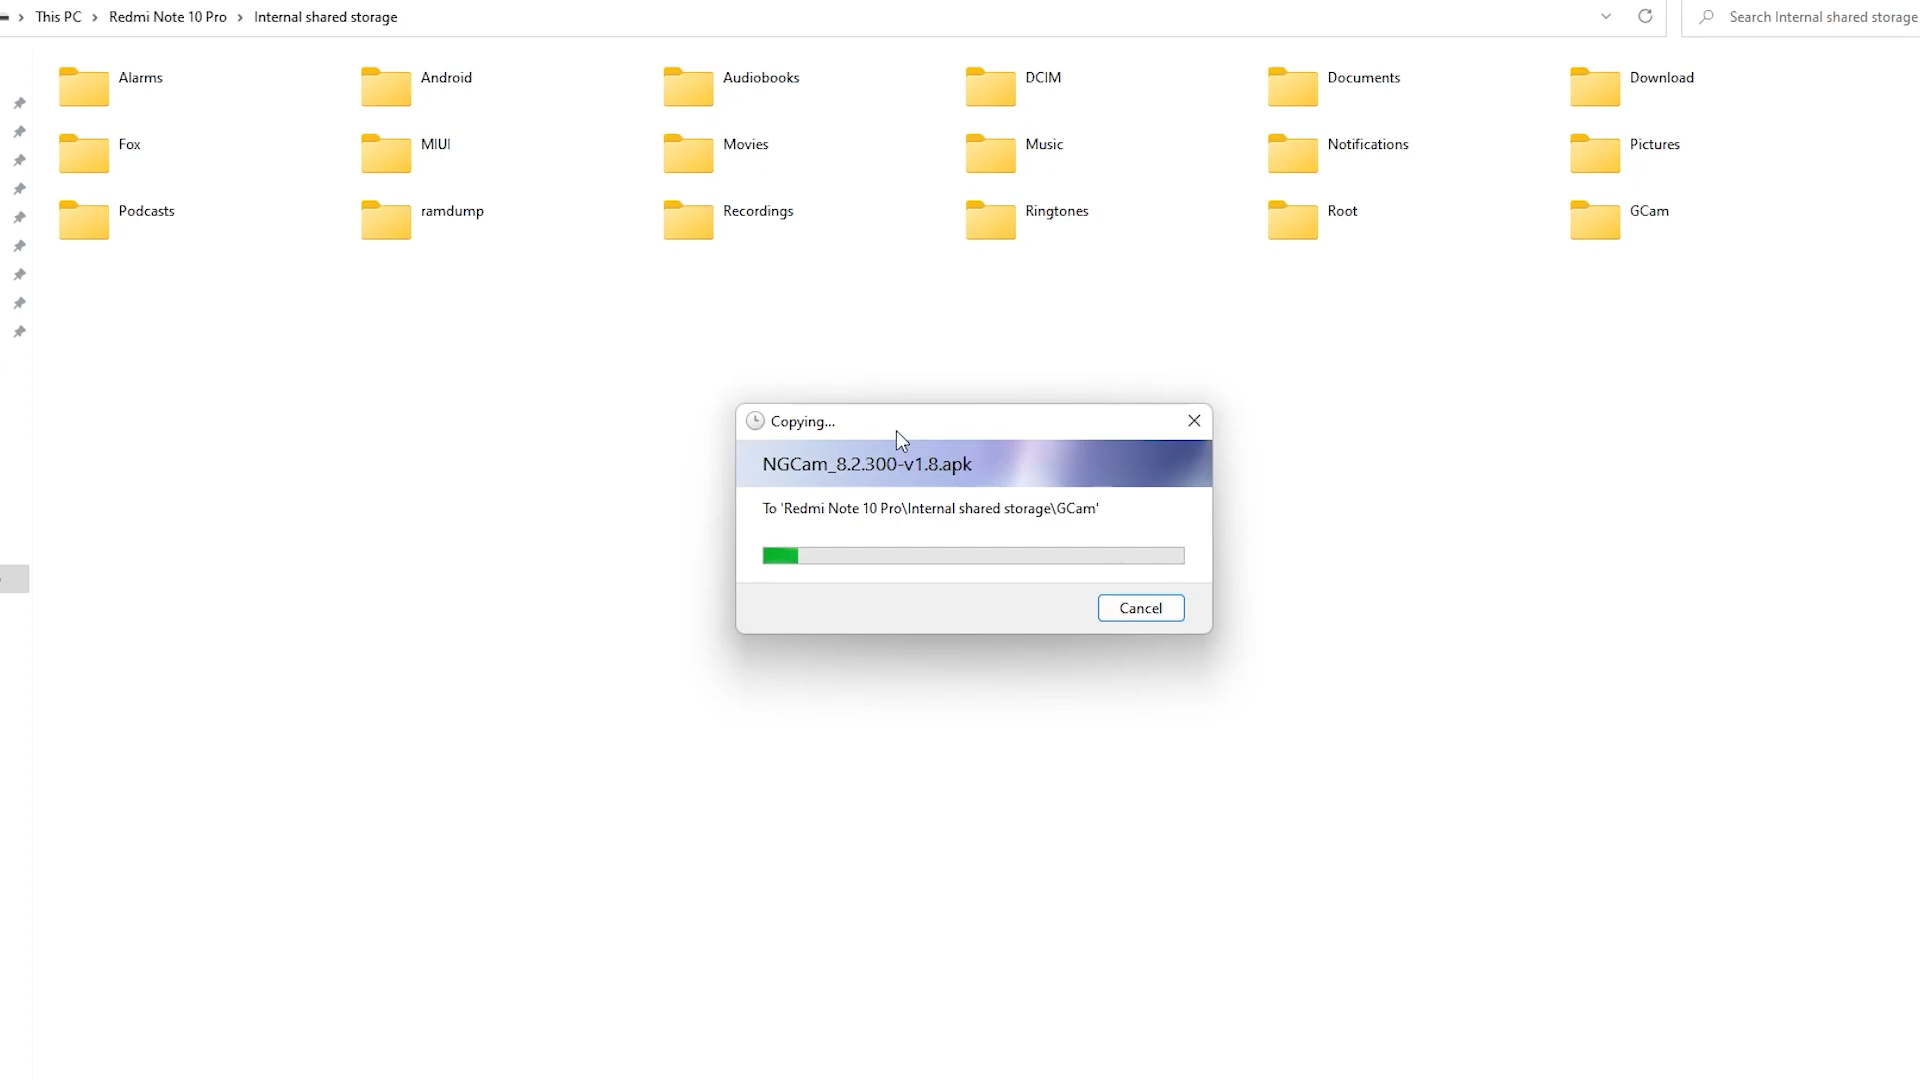 This PC > Redmi Note 10 Pro > Internal shared storage
Search Internal shared storage
Alarms
Android
Audiobooks
DCIM
Documents
Download
Fox
MIUI
Movies
Music
Notifications
Pictures
Podcasts
ramdump
Recordings
Ringtones
Root
GCam
Copying...
NGCam_8.2.300-v1.8.apk
To 'Redmi Note 10 Pro\Internal shared storage\GCam'
Cancel